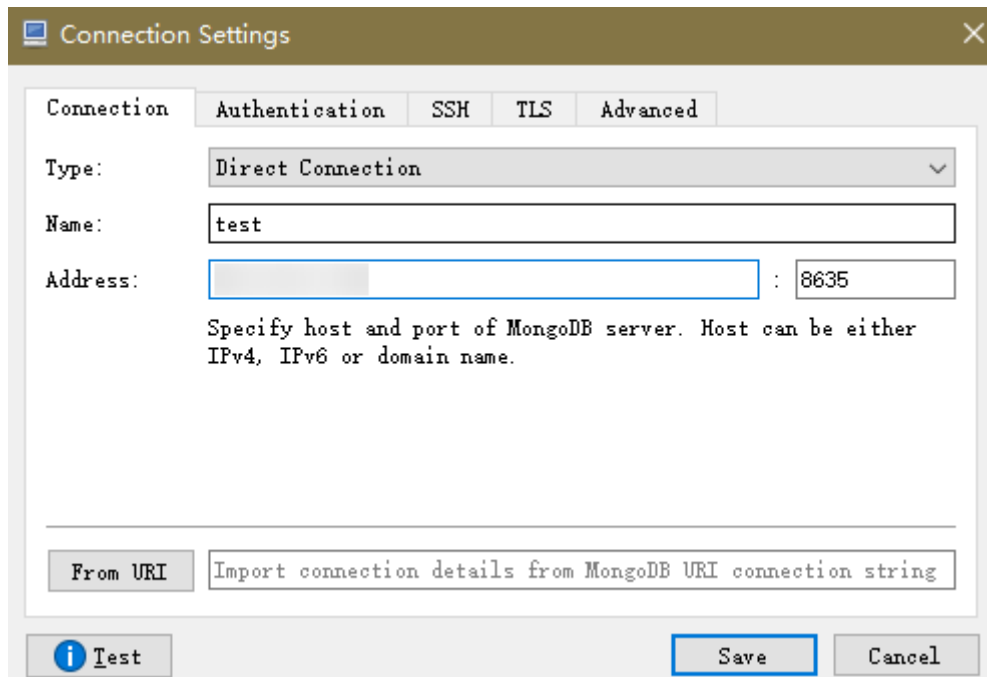 Connection Settings
Connection Authentication SSH TLS Advanced
Type: Direct Connection
Name: test
Address: : 8635
Specify host and port of MongoDB server. Host can be either
IPv4, IPv6 or domain name.
From URI Import connection details from MongoDB URI connection string
Test Save Cancel